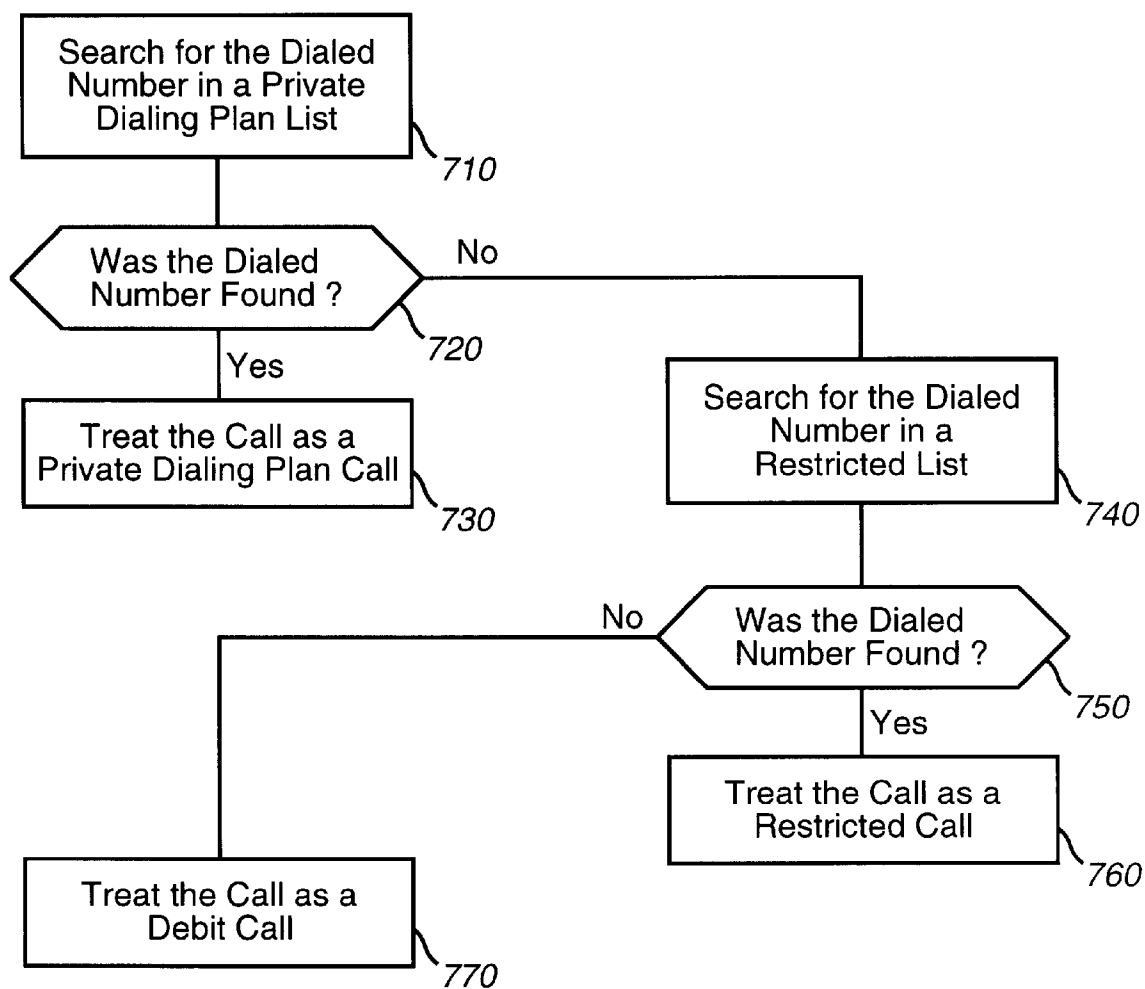 Search for the Dialed
Number in a Private
Dialing Plan List
710
Was the Dialed
Number Found ?
720
No
Yes
Treat the Call as a
Private Dialing Plan Call
730
Search for the Dialed
Number in a
Restricted List
740
Was the Dialed
Number Found ?
750
No
Yes
Treat the Call as a
Restricted Call
760
Treat the Call as a
Debit Call
770